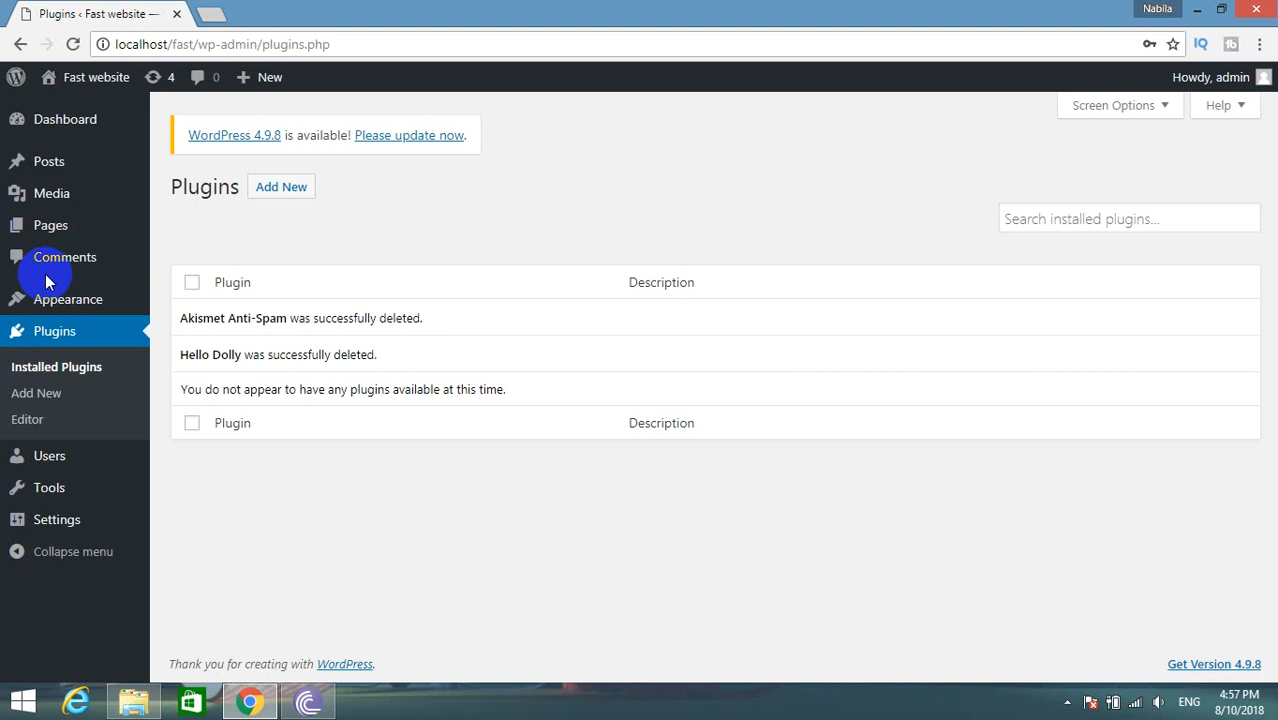 Plugins ‹ Fast website —
Nabila
localhost/fast/wp-admin/plugins.php
Fast website 4 0 New
Howdy, admin
Screen Options Help
Dashboard
Posts
Media
Pages
Comments
Appearance
Plugins
Installed Plugins
Add New
Editor
Users
Tools
Settings
Collapse menu
WordPress 4.9.8 is available! Please update now.
Plugins Add New
Search installed plugins...
Plugin Description
Akismet Anti-Spam was successfully deleted.
Hello Dolly was successfully deleted.
You do not appear to have any plugins available at this time.
Plugin Description
Thank you for creating with WordPress.
Get Version 4.9.8
ENG
4:57 PM
8/10/2018